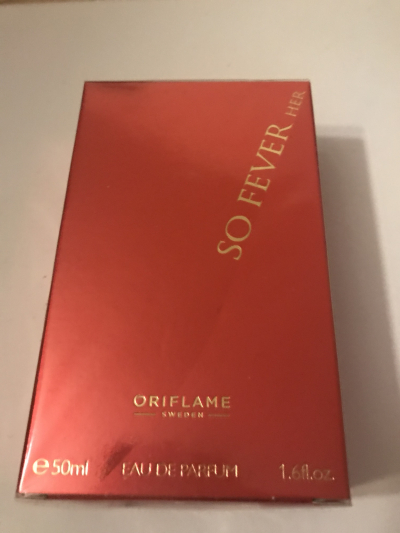 SO FEVER HER
ORIFLAME
SWEDEN
℮50ml EAU DE PARFUM 1.6fl.oz.